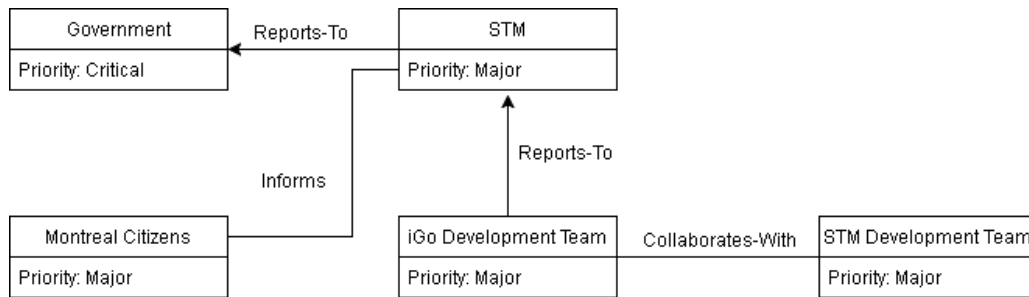 Government
Reports-To
STM
Priority: Critical
Priority: Major
Reports-To
Informs
Montreal Citizens
iGo Development Team
Collaborates-With
STM Development Team
Priority: Major
Priority: Major
Priority: Major